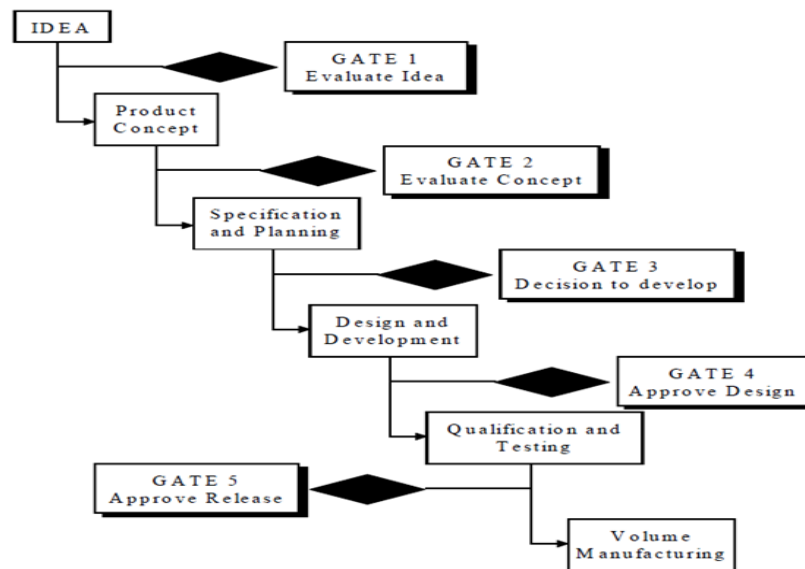 IDEA
GATE 1
Evaluate Idea
Product
Concept
GATE 2
Evaluate Concept
Specification
and Planning
GATE 3
Decision to develop
Design and
Development
GATE 4
Approve Design
Qualification and
Testing
GATE 5
Approve Release
Volume
Manufacturing